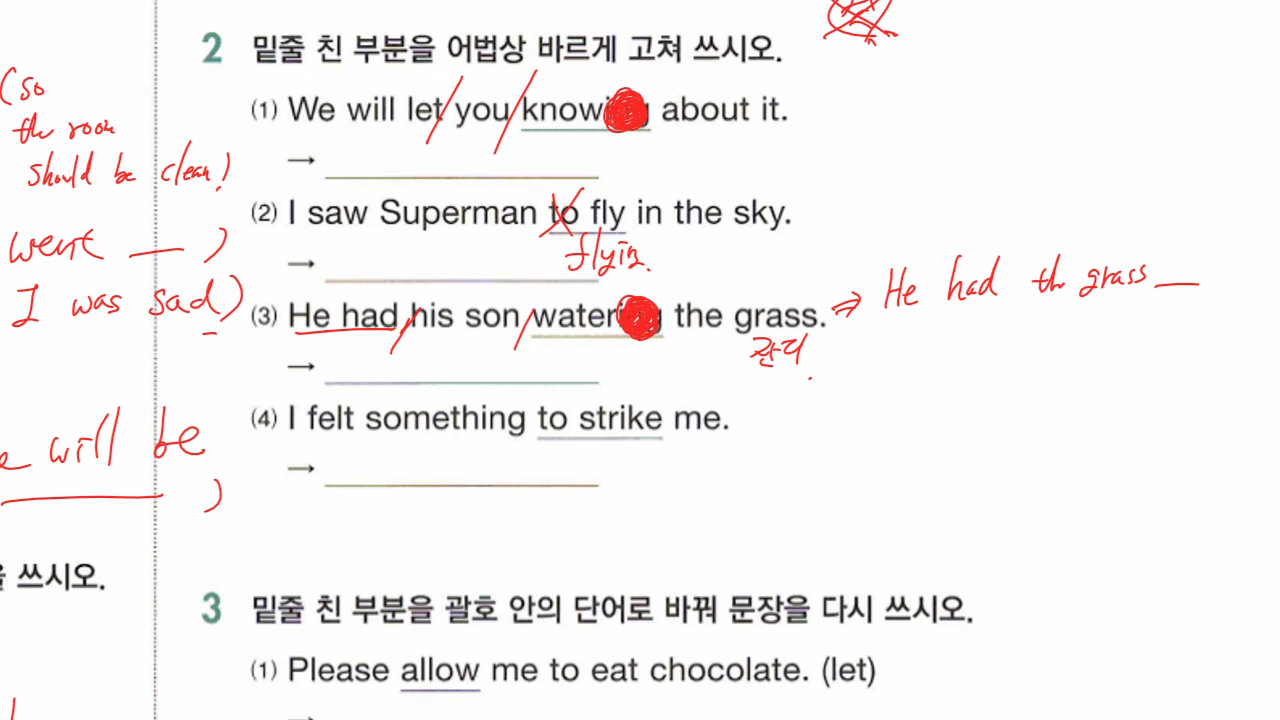 (so
the room
should be clean!
went __ )
I was sad)
will be
)
쓰시오.
2 밑줄 친 부분을 어법상 바르게 고쳐 쓰시오.
(1) We will let / you / knowing about it.
→
(2) I saw Superman to fly in the sky.
flyin.
→
(3) He had / his son / watering the grass. ⇒ He had th grass __
관리.
→
(4) I felt something to strike me.
→
3 밑줄 친 부분을 괄호 안의 단어로 바꿔 문장을 다시 쓰시오.
(1) Please allow me to eat chocolate. (let)
→